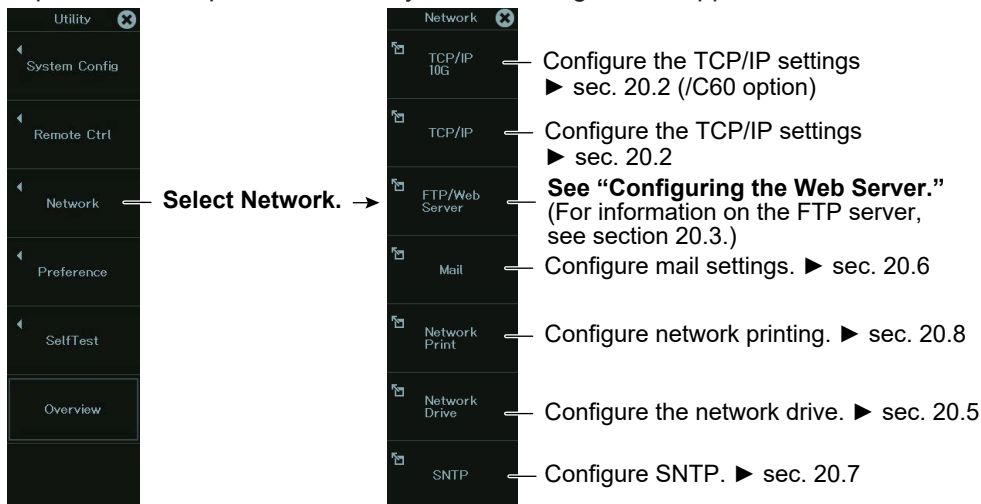 Utility
System Config
Remote Ctrl
Network
Preference
SelfTest
Overview
Select Network.
Network
TCP/IP
10G
Configure the TCP/IP settings
► sec. 20.2 (/C60 option)
TCP/IP
Configure the TCP/IP settings
► sec. 20.2
FTP/Web
Server
See “Configuring the Web Server.”
(For information on the FTP server,
see section 20.3.)
Mail
Configure mail settings. ► sec. 20.6
Network
Print
Configure network printing. ► sec. 20.8
Network
Drive
Configure the network drive. ► sec. 20.5
SNTP
Configure SNTP. ► sec. 20.7